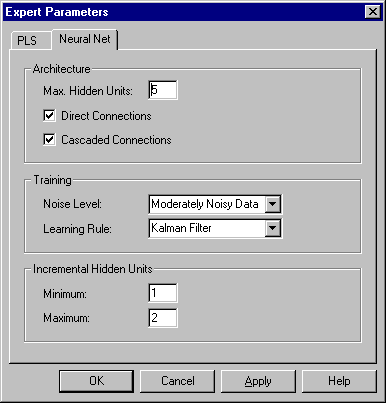 Expert Parameters
PLS Neural Net
Architecture
Max. Hidden Units: 5
Direct Connections
Cascaded Connections
Training
Noise Level: Moderately Noisy Data
Learning Rule: Kalman Filter
Incremental Hidden Units
Minimum: 1
Maximum: 2
OK Cancel Apply Help